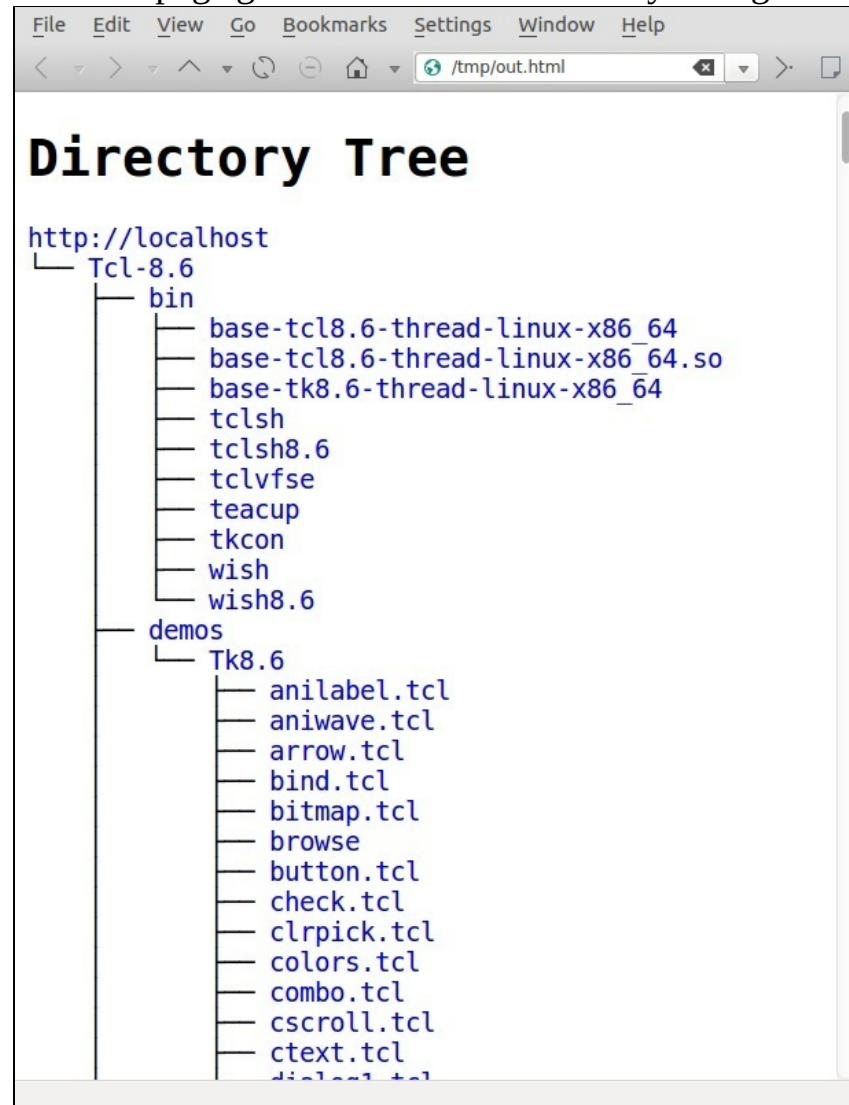 File Edit View Go Bookmarks Settings Window Help
/tmp/out.html
Directory Tree
http://localhost
└── Tcl-8.6
├── bin
│   ├── base-tcl8.6-thread-linux-x86_64
│   ├── base-tcl8.6-thread-linux-x86_64.so
│   ├── base-tk8.6-thread-linux-x86_64
│   ├── tclsh
│   ├── tclsh8.6
│   ├── tclvfse
│   ├── teacup
│   ├── tkcon
│   ├── wish
│   └── wish8.6
├── demos
│   └── Tk8.6
│       ├── anilabel.tcl
│       ├── aniwave.tcl
│       ├── arrow.tcl
│       ├── bind.tcl
│       ├── bitmap.tcl
│       ├── browse
│       ├── button.tcl
│       ├── check.tcl
│       ├── clrpick.tcl
│       ├── colors.tcl
│       ├── combo.tcl
│       ├── cscroll.tcl
│       ├── ctext.tcl
│       ├── dialog1.tcl